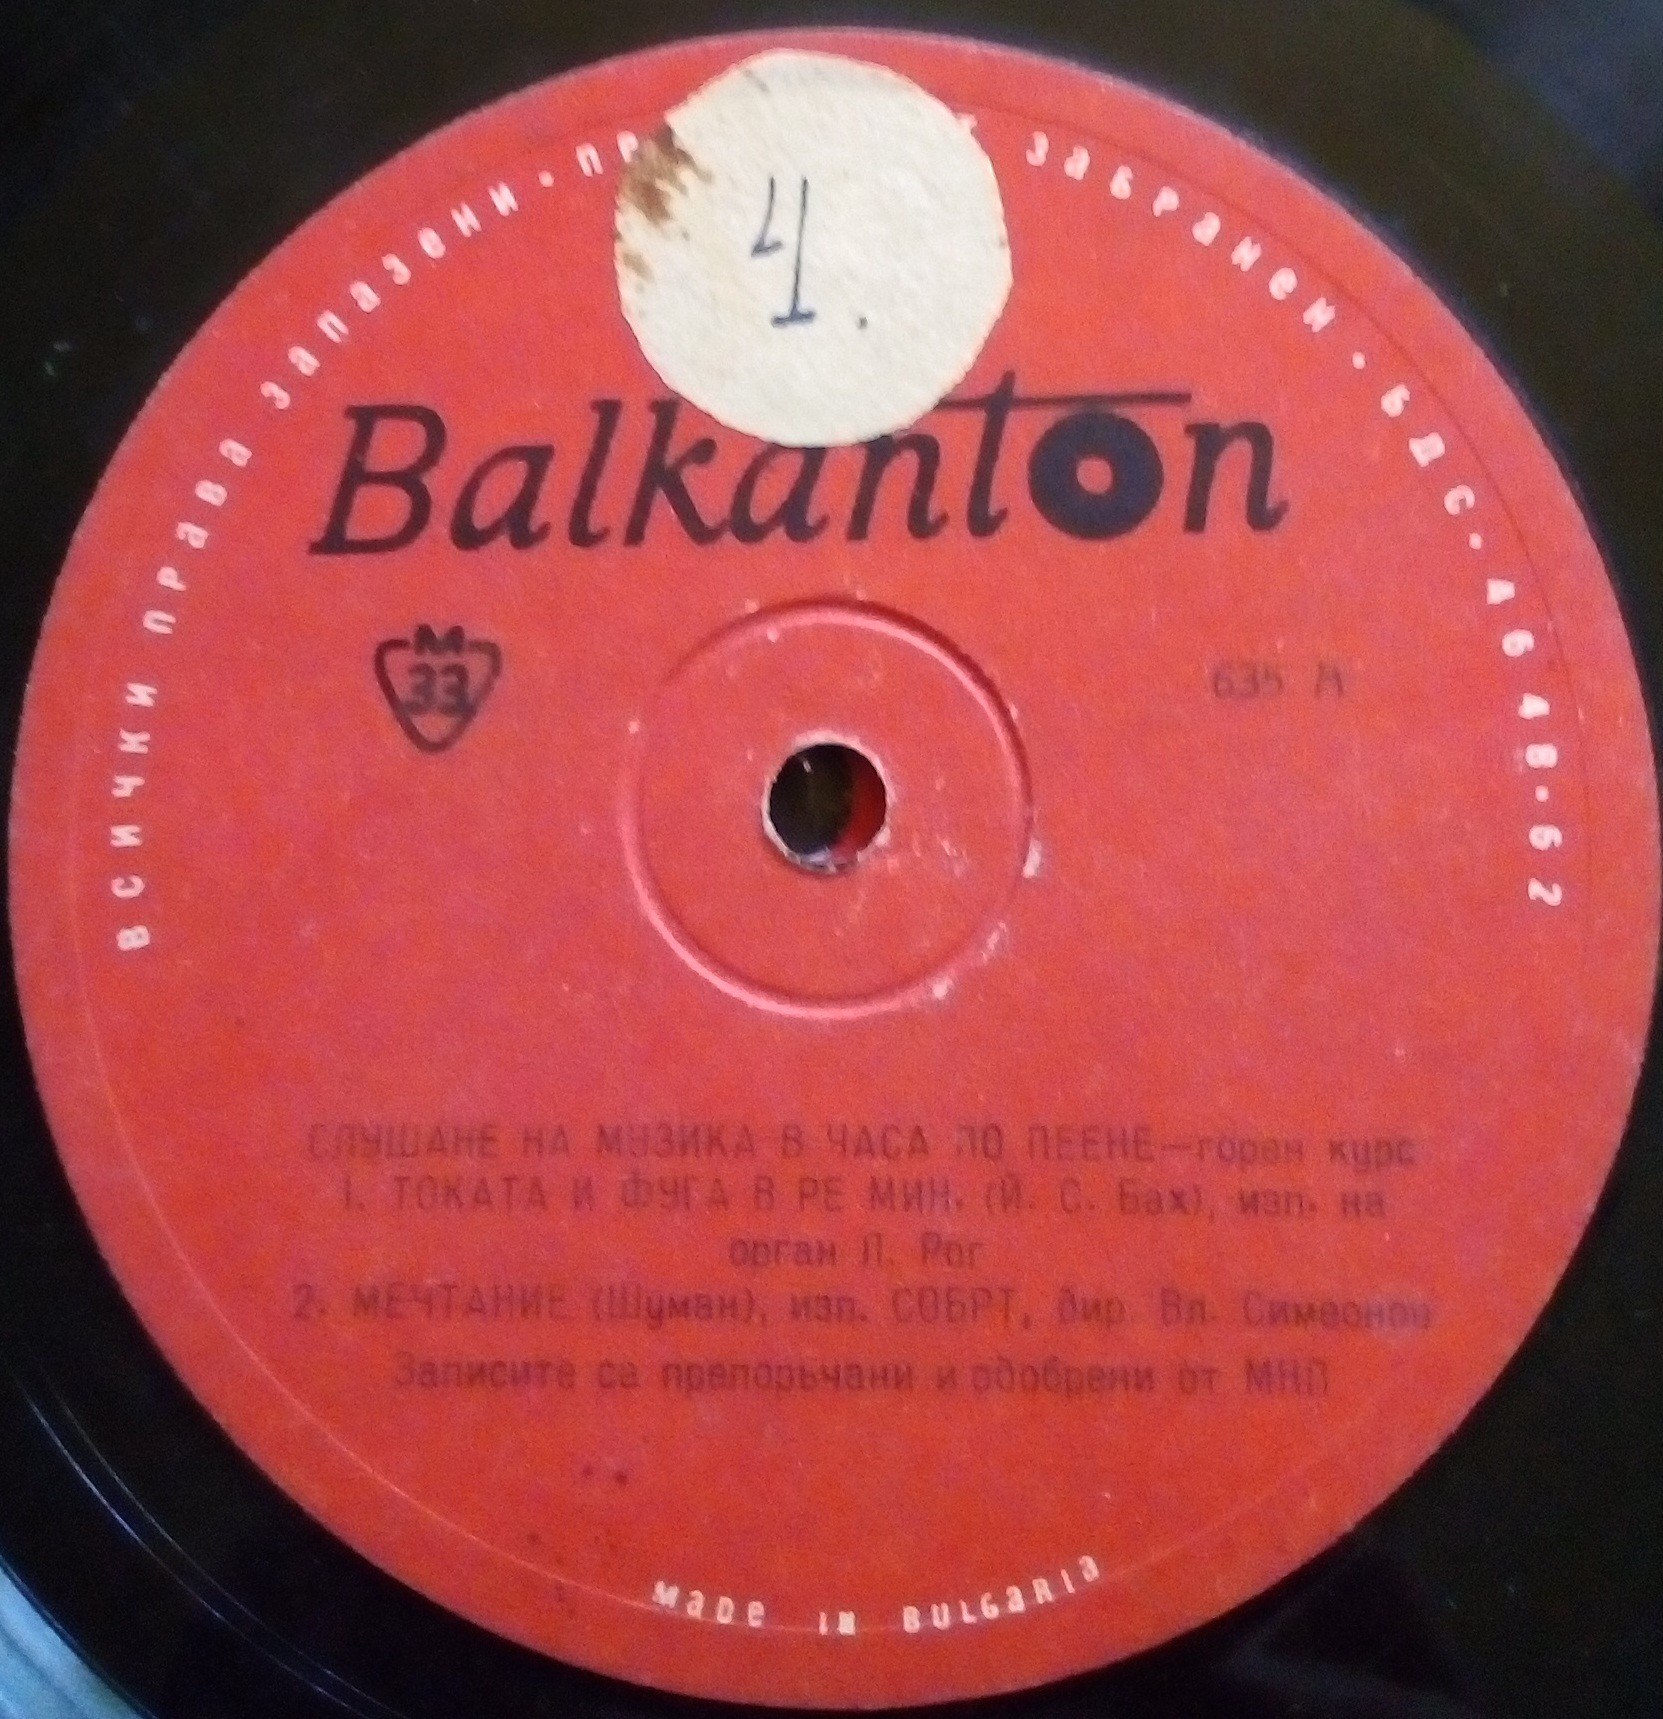 ВСИЧКИ ПРАВА ЗАПАЗЕНИ • ЗАБРАНЕН • БДС • 4648-62
4.
Balkanton
М
33
635 М
СЛУШАНЕ НА МУЗИКА В ЧАСА ПО ПЕЕНЕ—горен курс
1. ТОКАТА И ФУГА В РЕ МИН. (Й. С. Бах), изп. на
орган Л. Рог
2. МЕЧТАНИЕ (Шуман), изп. СОБРТ, дир. Вл. Симеонов
Записите са препоръчани и одобрени от МНП
MADE IN BULGARIA